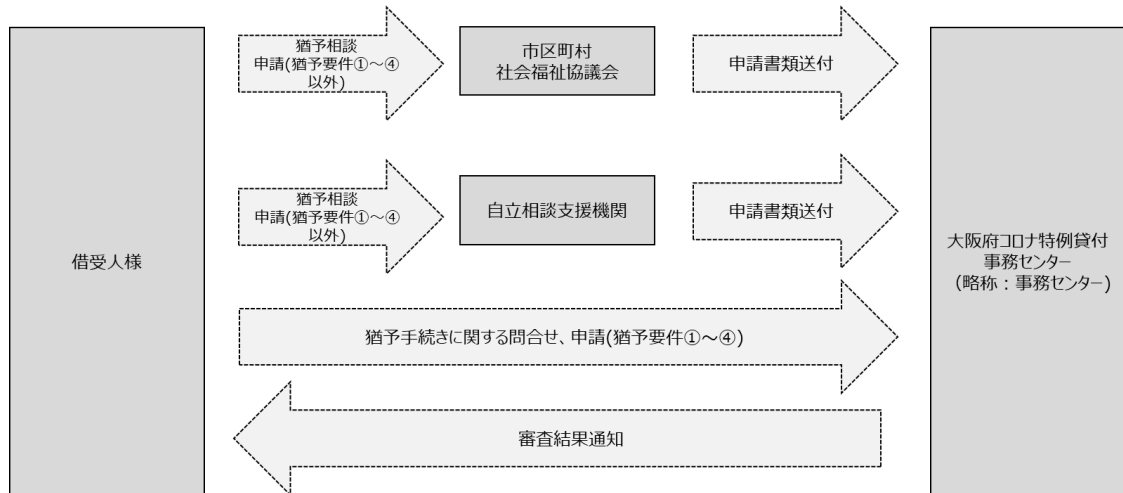 猶予相談
申請(猶予要件①～④
以外)
市区町村
社会福祉協議会
申請書類送付
猶予相談
申請(猶予要件①～④
以外)
自立相談支援機関
申請書類送付
借受人様
大阪府コロナ特例貸付
事務センター
(略称：事務センター)
猶予手続きに関する問合せ、申請(猶予要件①～④)
審査結果通知